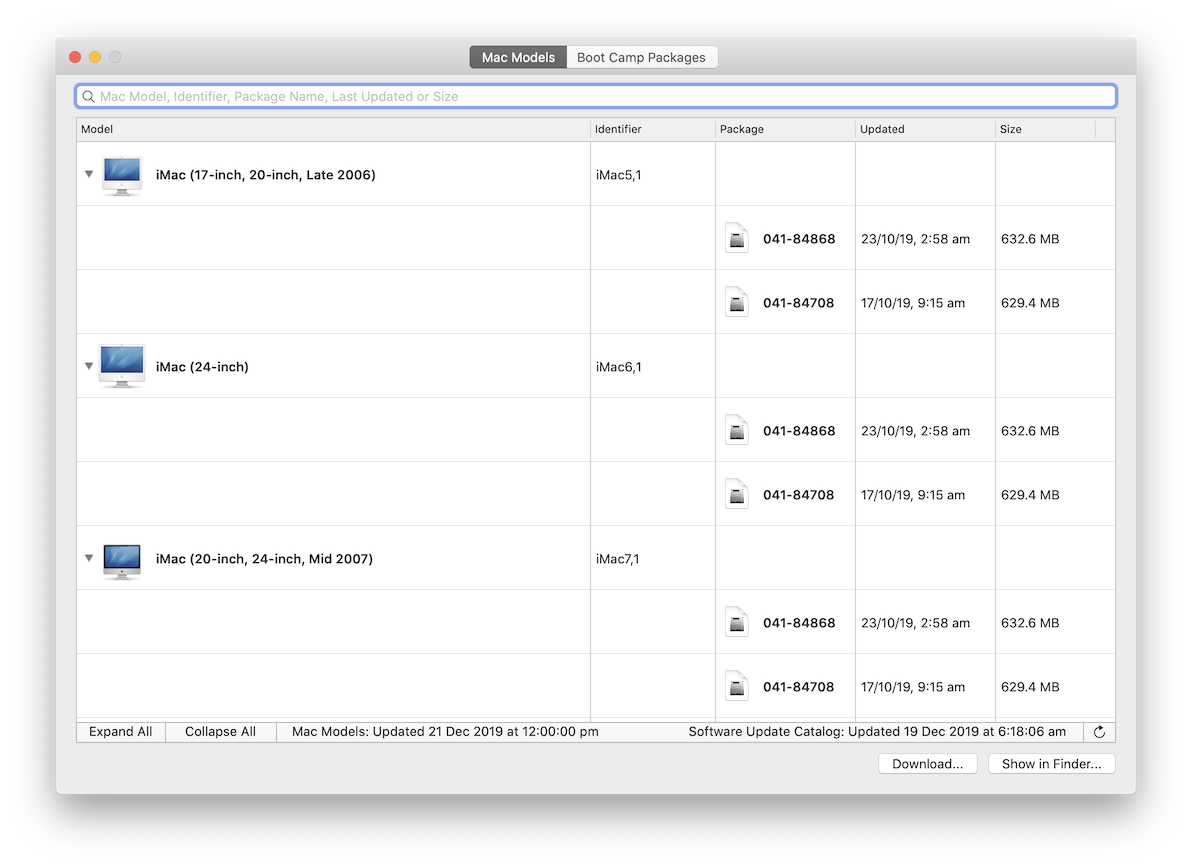 Mac Models Boot Camp Packages
Mac Model, Identifier, Package Name, Last Updated or Size
Model Identifier Package Updated Size
iMac (17-inch, 20-inch, Late 2006) iMac5,1
041-84868 23/10/19, 2:58 am 632.6 MB
041-84708 17/10/19, 9:15 am 629.4 MB
iMac (24-inch) iMac6,1
041-84868 23/10/19, 2:58 am 632.6 MB
041-84708 17/10/19, 9:15 am 629.4 MB
iMac (20-inch, 24-inch, Mid 2007) iMac7,1
041-84868 23/10/19, 2:58 am 632.6 MB
041-84708 17/10/19, 9:15 am 629.4 MB
Expand All Collapse All Mac Models: Updated 21 Dec 2019 at 12:00:00 pm Software Update Catalog: Updated 19 Dec 2019 at 6:18:06 am
Download... Show in Finder...